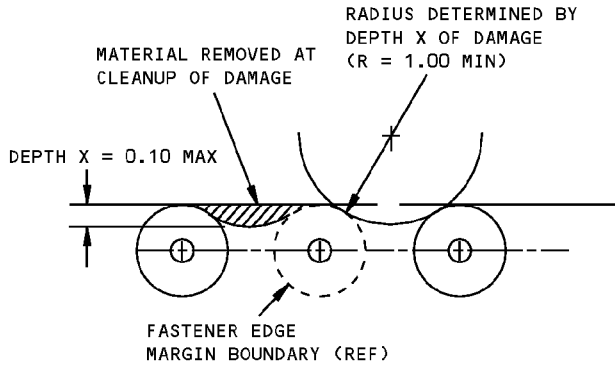 RADIUS DETERMINED BY
DEPTH X OF DAMAGE
(R = 1.00 MIN)
MATERIAL REMOVED AT
CLEANUP OF DAMAGE
DEPTH X = 0.10 MAX
FASTENER EDGE
MARGIN BOUNDARY (REF)